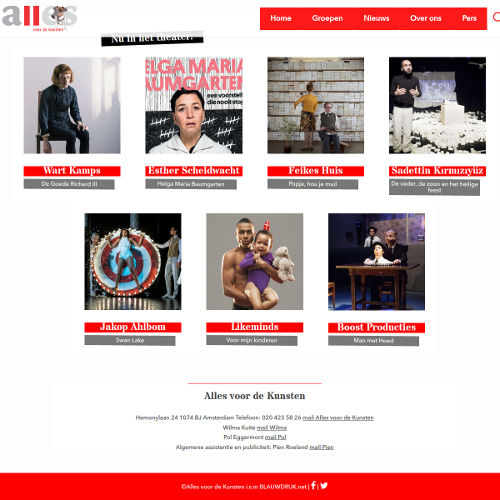 alles
voor de kunsten
Home Groepen Nieuws Over ons Pers
Nu in het theater:
HELGA MARIA
BAUMGARTEN
een voorstelling
die nooit stopt
Wart Kamps Esther Scheldwacht Feikes Huis Sadettin Kırmızıyüz
De Goede Richard III Helga Maria Baumgarten Popje, hou je muil De vader, de zoon en het heilige
feest
Jakop Ahlbom Likeminds Boost Producties
Swan Lake Voor mijn kinderen Man met Hoed
Alles voor de Kunsten
Hemonylaan 24 1074 BJ Amsterdam Telefoon: 020 423 58 26 mail Alles voor de Kunsten
Wilma Kuite mail Wilma
Pol Eggermont mail Pol
Algemene assistentie en publiciteit: Pien Roeland mail Pien
©Alles voor de Kunsten i.s.m BLAUWDRUK.net | |